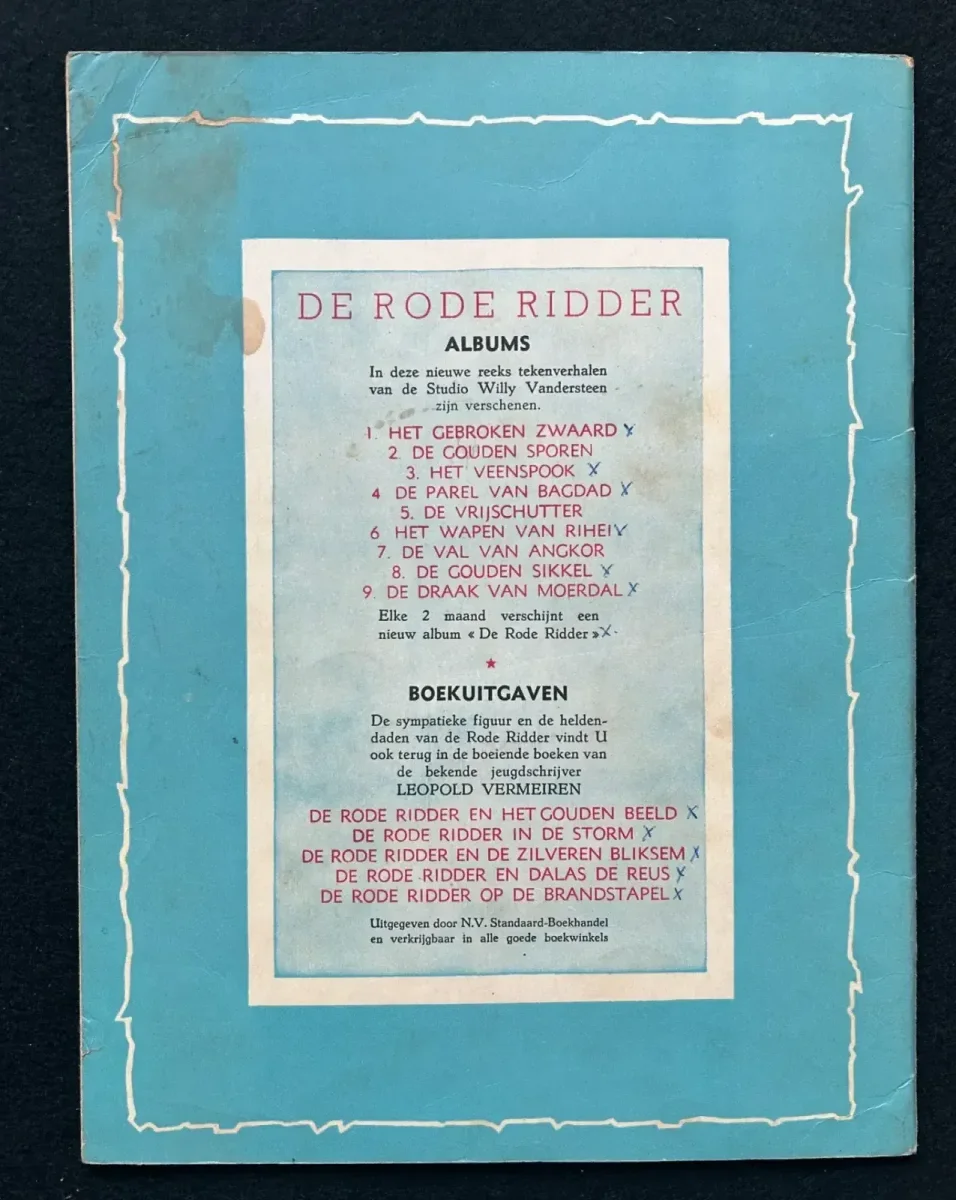 DE RODE RIDDER
ALBUMS
In deze nieuwe reeks tekenverhalen
van de Studio Willy Vandersteen
zijn verschenen.
1. HET GEBROKEN ZWAARD x
2. DE GOUDEN SPOREN
3. HET VEENSPOOK x
4 DE PAREL VAN BAGDAD x
5. DE VRIJSCHUTTER
6 HET WAPEN VAN RIHEI x
7. DE VAL VAN ANGKOR
8. DE GOUDEN SIKKEL x
9. DE DRAAK VAN MOERDAL x
Elke 2 maand verschijnt een
nieuw album « De Rode Ridder » x
★
BOEKUITGAVEN
De sympatieke figuur en de helden-
daden van de Rode Ridder vindt U
ook terug in de boeiende boeken van
de bekende jeugdschrijver
LEOPOLD VERMEIREN
DE RODE RIDDER EN HET GOUDEN BEELD x
DE RODE RIDDER IN DE STORM x
DE RODE RIDDER EN DE ZILVEREN BLIKSEM x
DE RODE RIDDER EN DALAS DE REUS x
DE RODE RIDDER OP DE BRANDSTAPEL x
Uitgegeven door N.V. Standaard-Boekhandel
en verkrijgbaar in alle goede boekwinkels